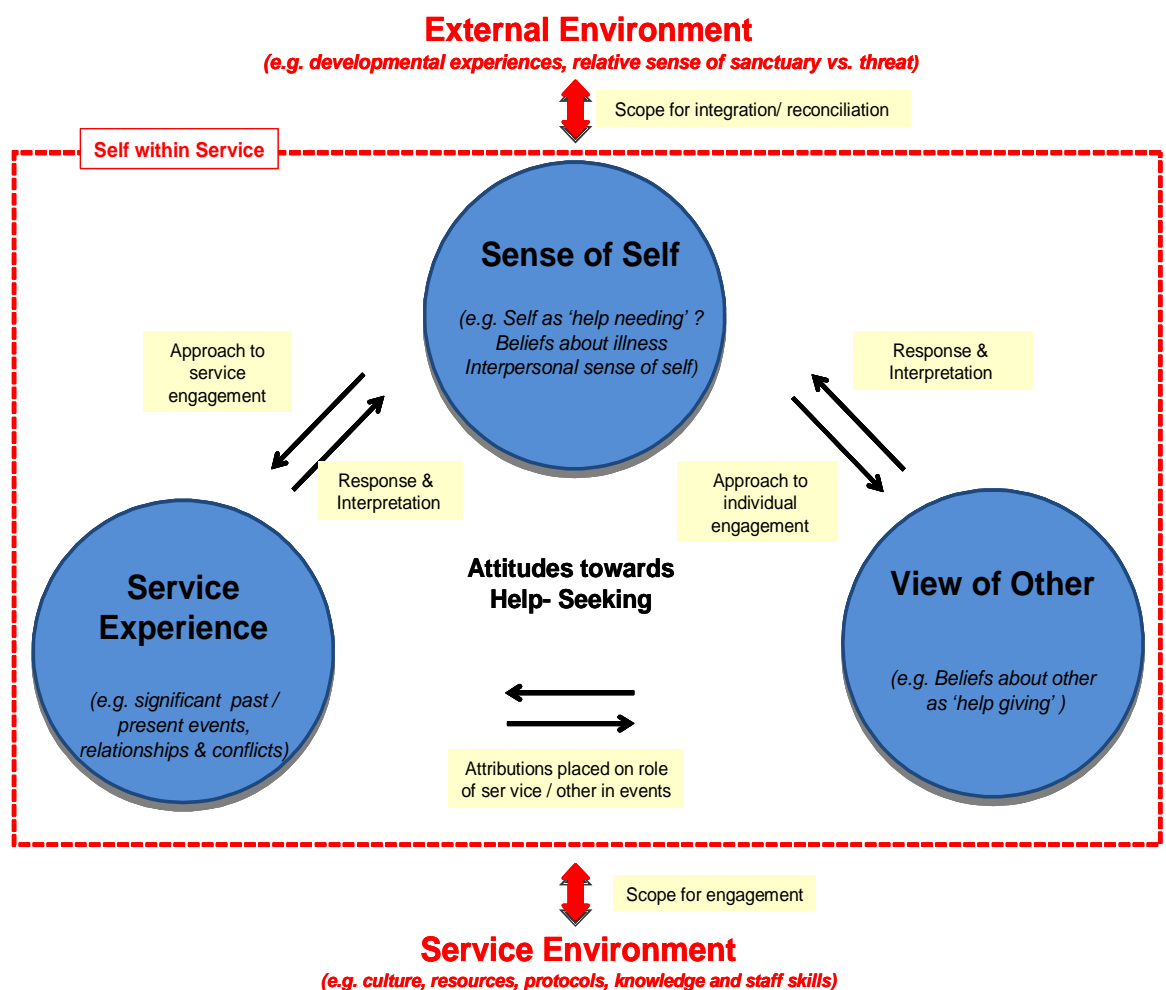 External Environment
(e.g. developmental experiences, relative sense of sanctuary vs. threat)
Scope for integration/ reconciliation
Self within Service
Sense of Self
(e.g. Self as ‘help needing’ ?
Beliefs about illness
Interpersonal sense of self)
Approach to
service
engagement
Response &
Interpretation
Response &
Interpretation
Approach to
individual
engagement
Attitudes towards
Help- Seeking
Service
Experience
(e.g. significant past /
present events,
relationships & conflicts)
View of Other
(e.g. Beliefs about other
as ‘help giving’ )
Attributions placed on role
of ser vice / other in events
Scope for engagement
Service Environment
(e.g. culture, resources, protocols, knowledge and staff skills)